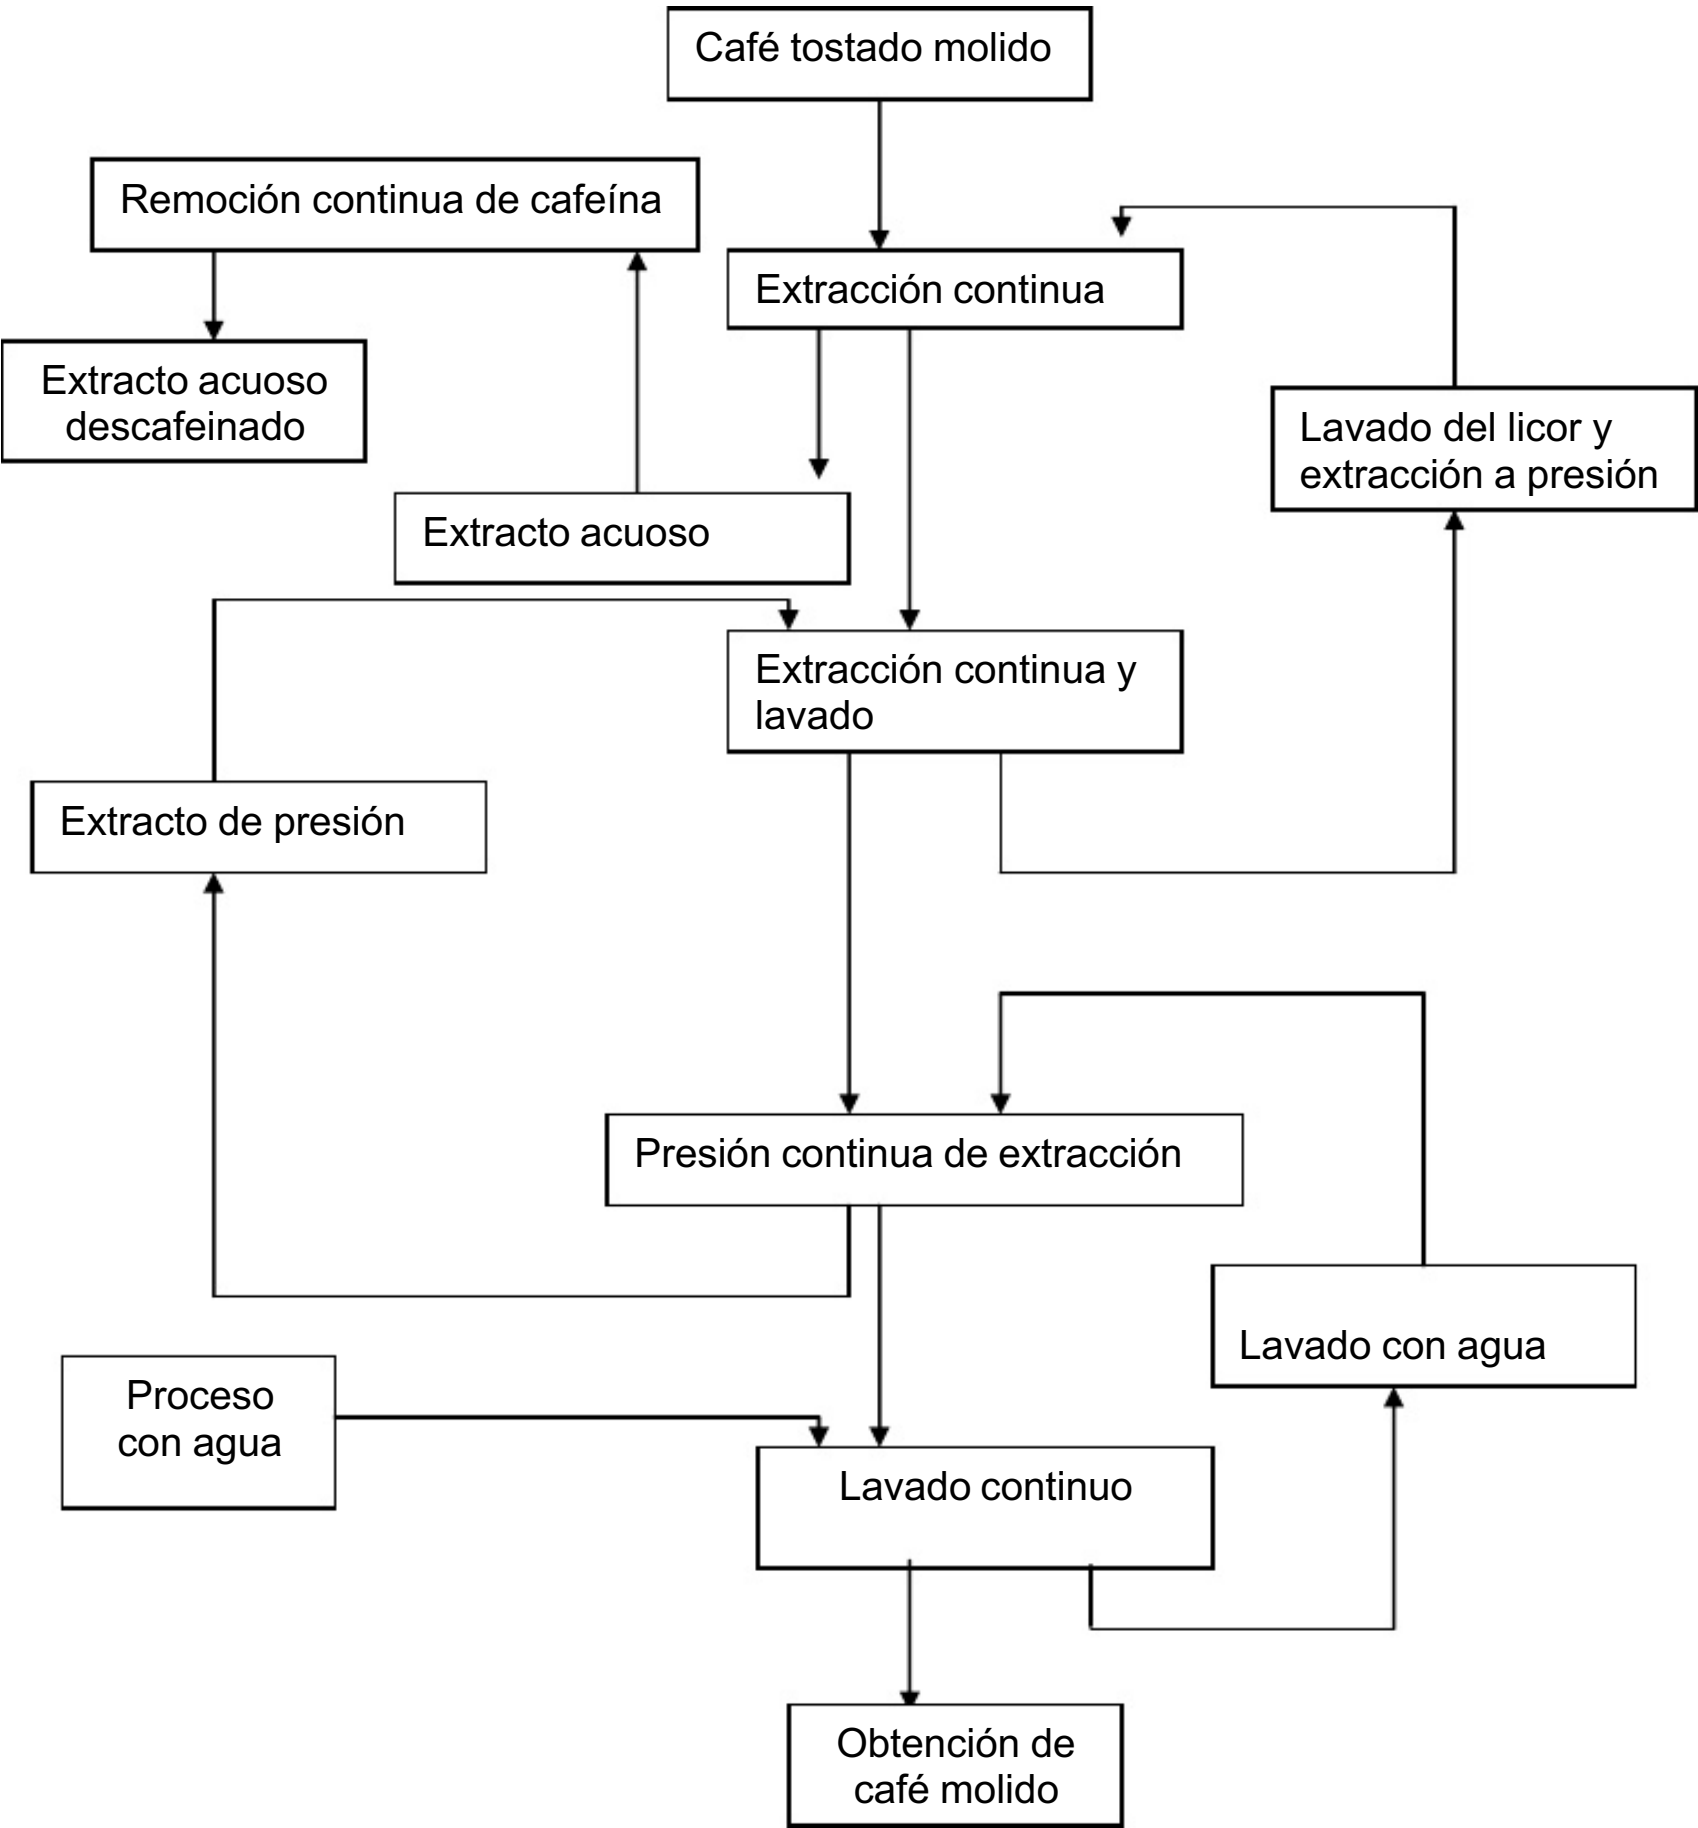 Café tostado molido
Remoción continua de cafeína
Extracción continua
Extracto acuoso
descafeinado
Lavado del licor y
extracción a presión
Extracto acuoso
Extracción continua y
lavado
Extracto de presión
Presión continua de extracción
Lavado con agua
Proceso
con agua
Lavado continuo
Obtención de
café molido